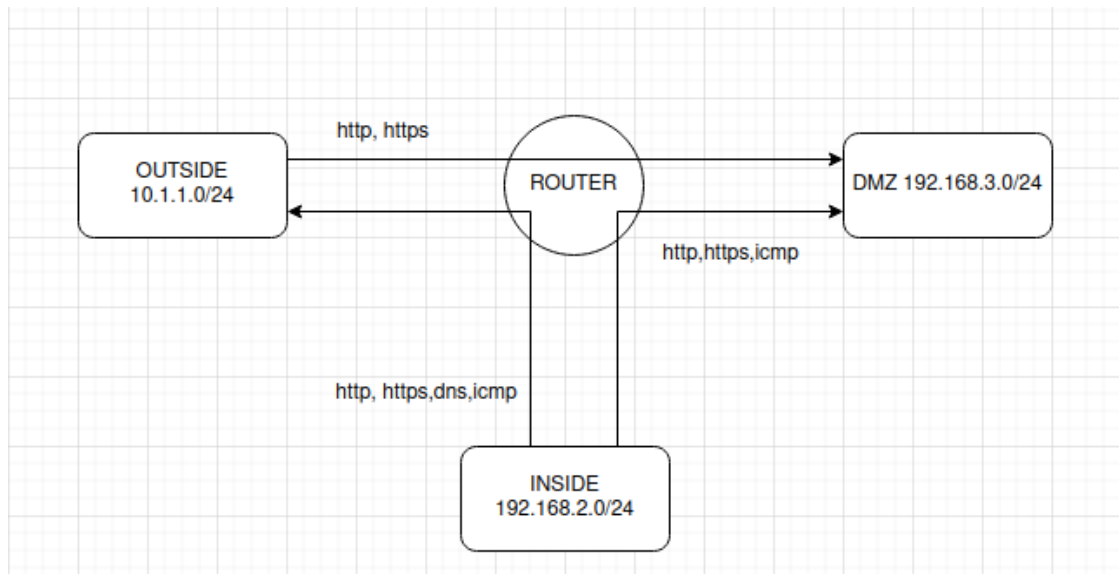 http, https
OUTSIDE
10.1.1.0/24
ROUTER
DMZ 192.168.3.0/24
http,https,icmp
http, https,dns,icmp
INSIDE
192.168.2.0/24